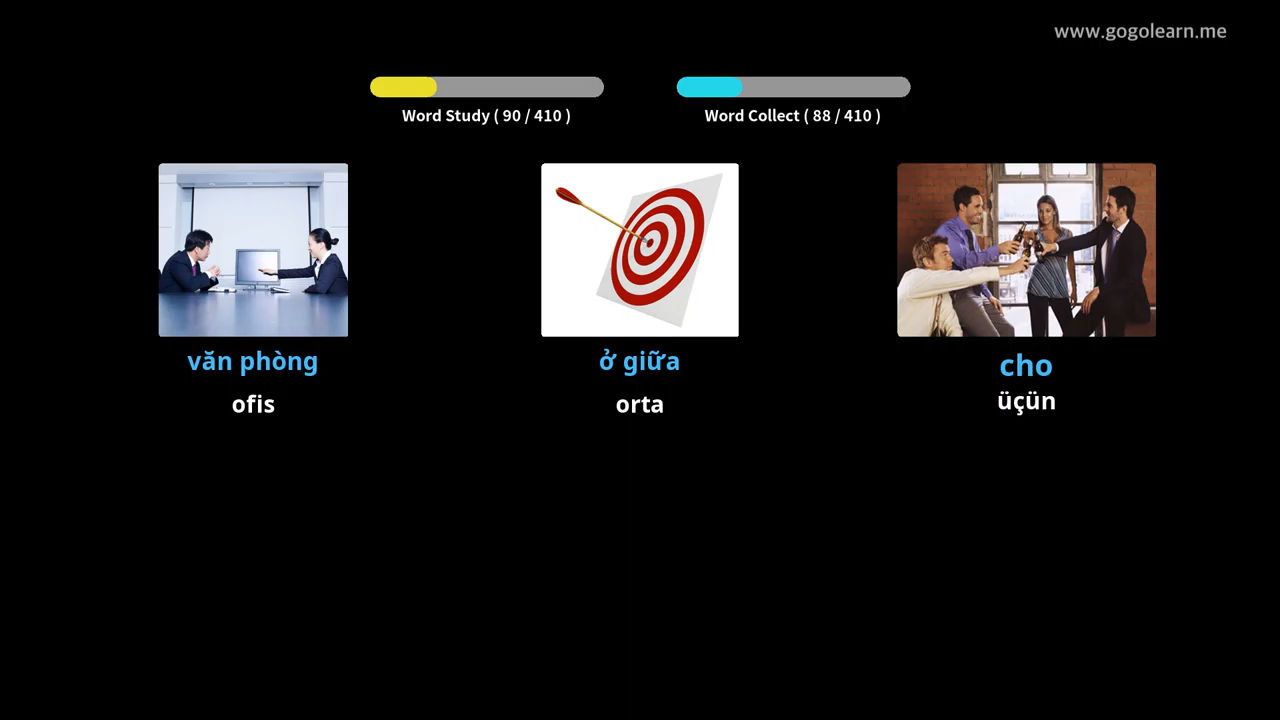 www.gogolearn.me
Word Study ( 90 / 410 )
Word Collect ( 88 / 410 )
văn phòng
ở giữa
cho
ofis
orta
üçün